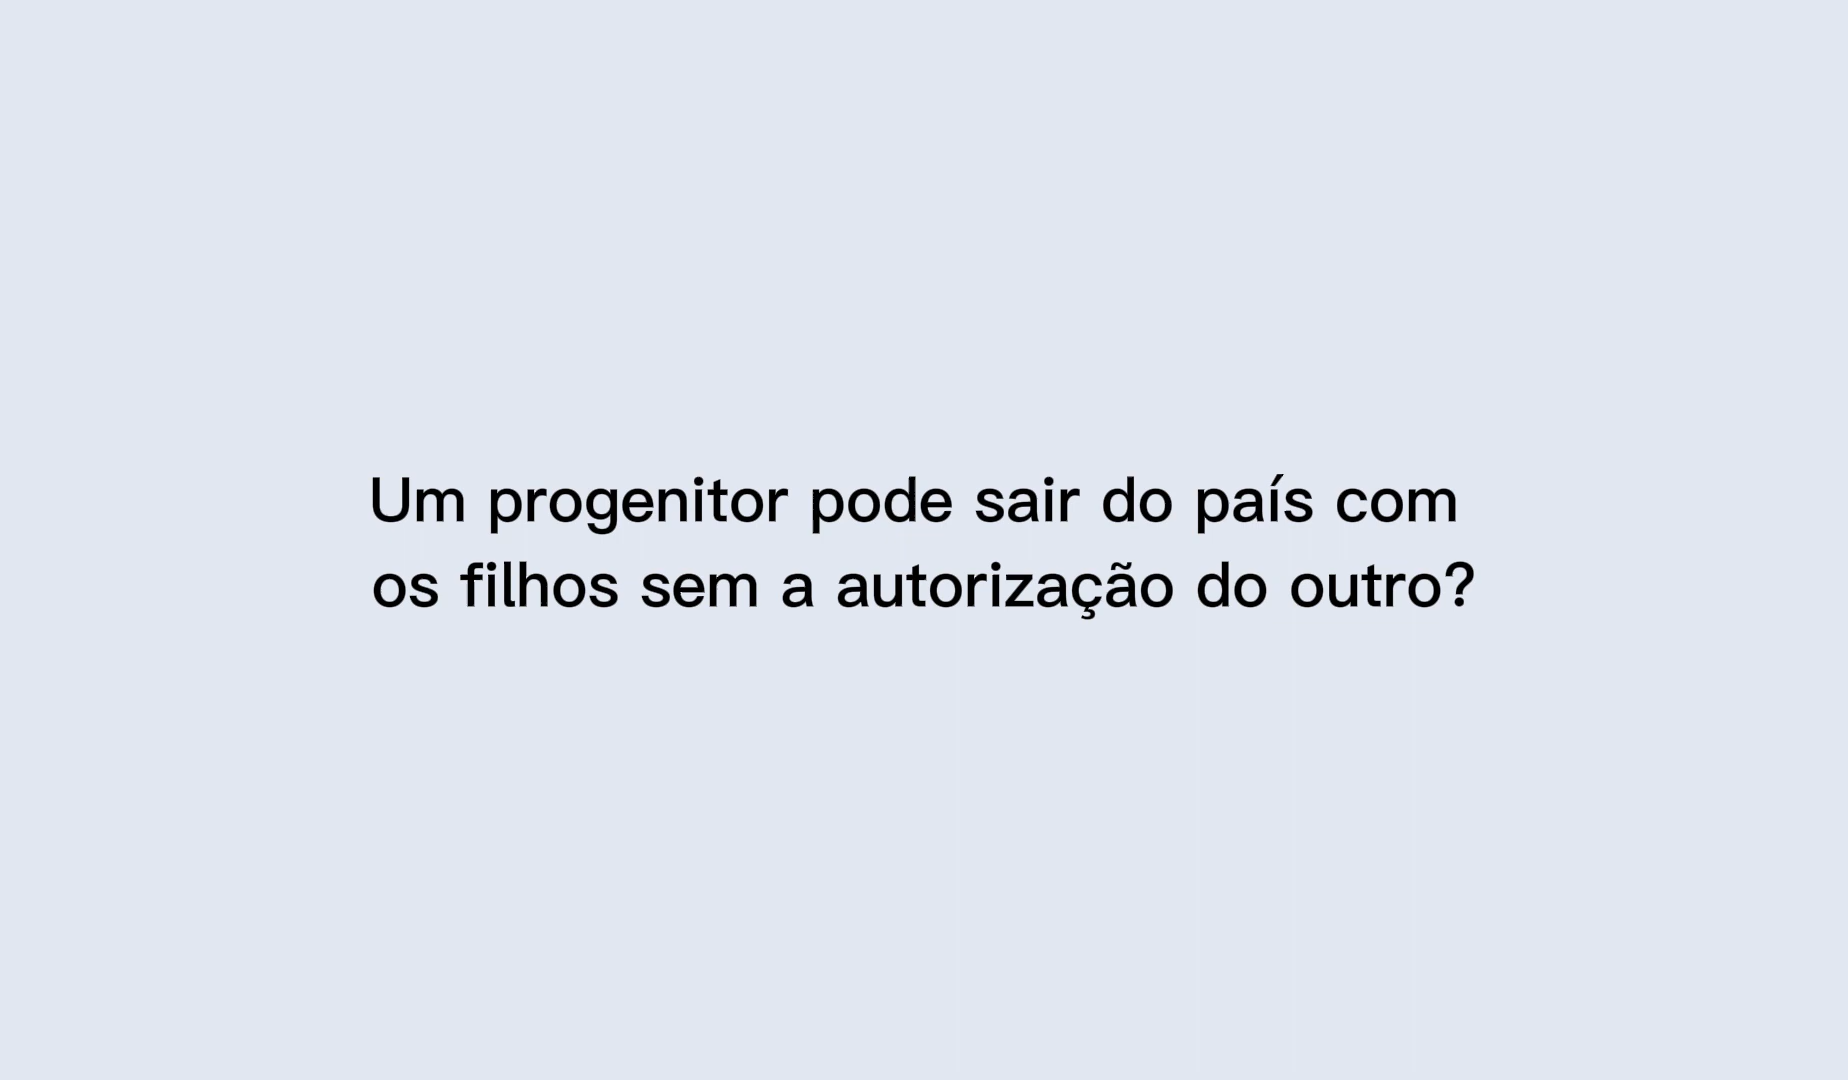 Um progenitor pode sair do país com
os filhos sem a autorização do outro?